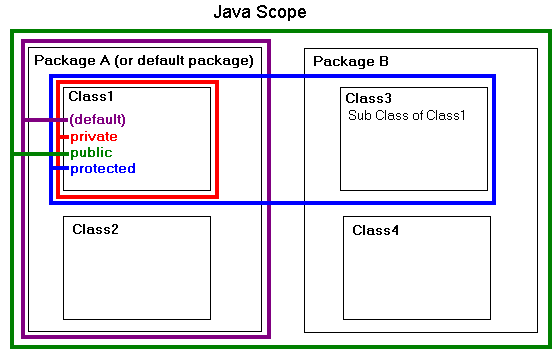 Java Scope
Package A (or default package)
Class1
(default)
private
public
protected
Class2
Package B
Class3
Sub Class of Class1
Class4